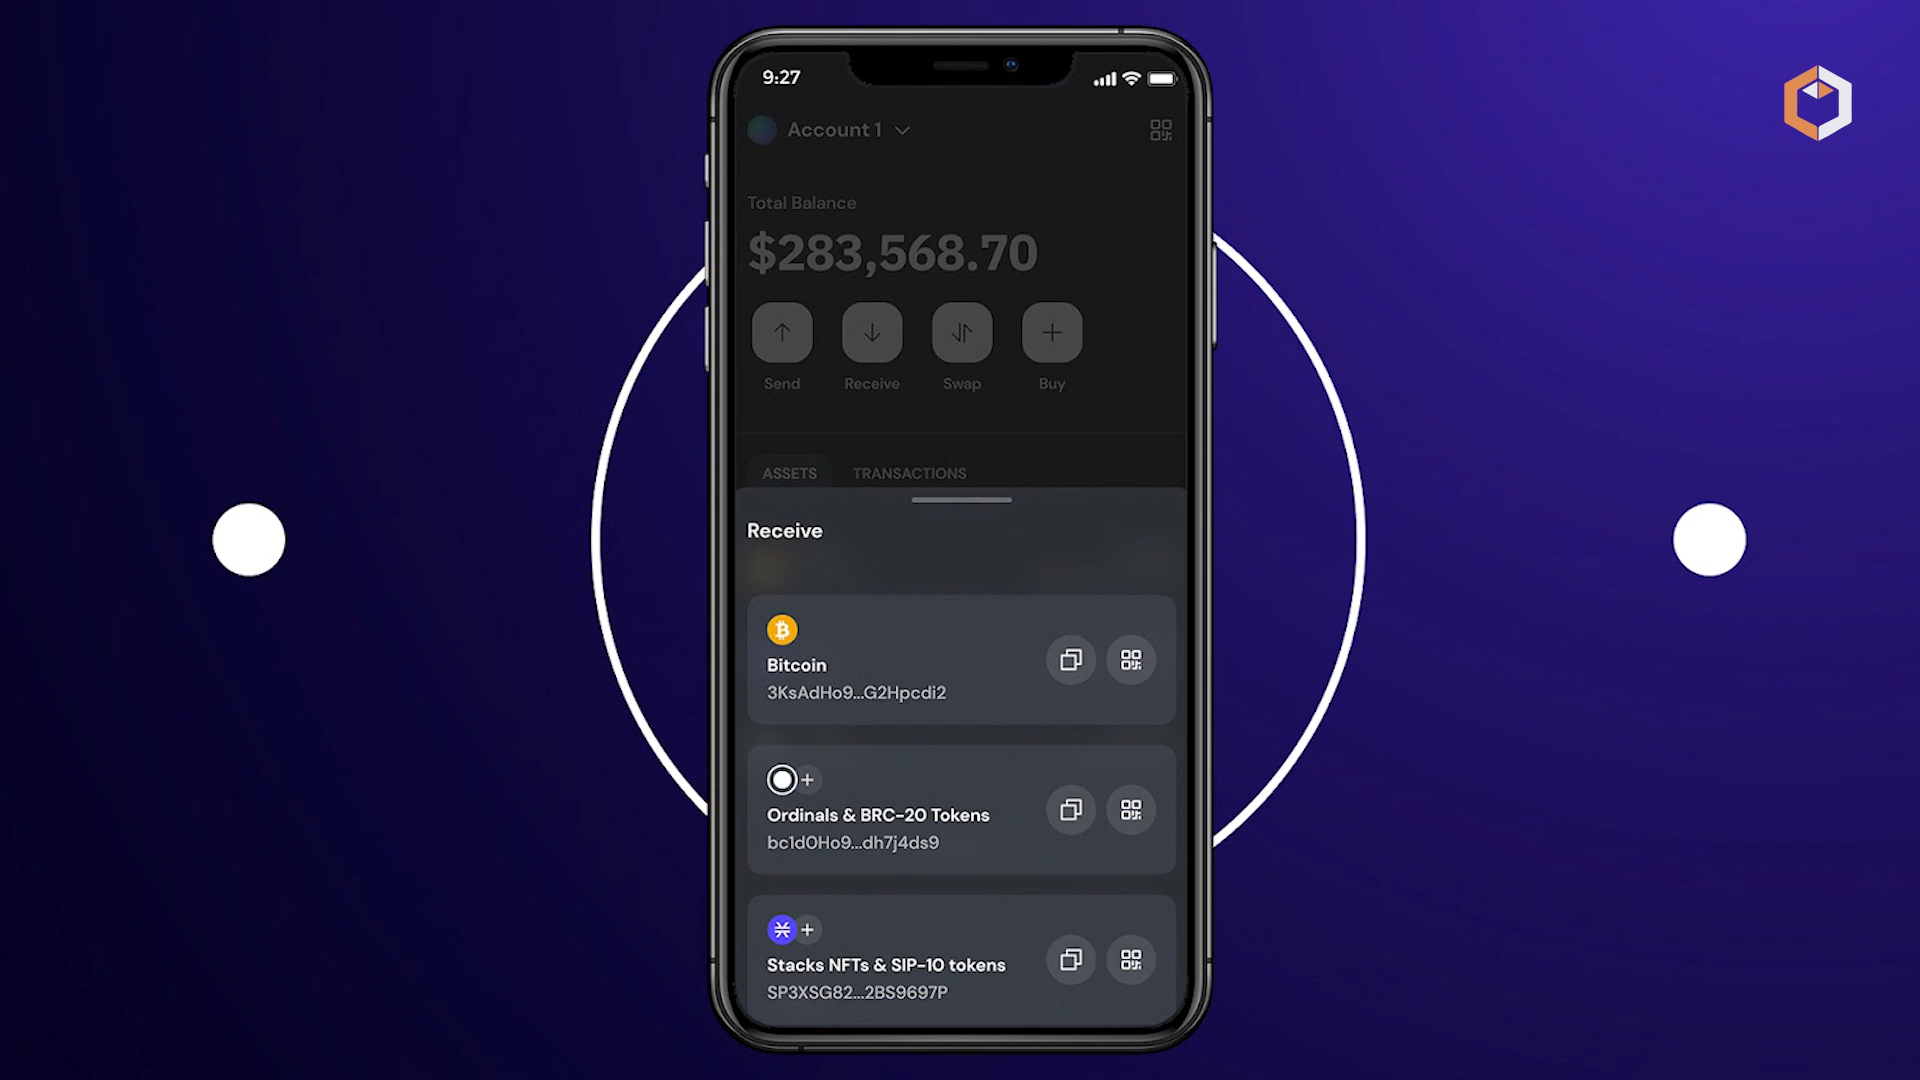 9:27
Account 1
Total Balance
$283,568.70
Send Receive Swap Buy
ASSETS TRANSACTIONS
Receive
Bitcoin
3KsAdHo9...G2Hpcdi2
Ordinals & BRC-20 Tokens
bc1d0Ho9...dh7j4ds9
Stacks NFTs & SIP-10 tokens
SP3XSG82...2BS9697P